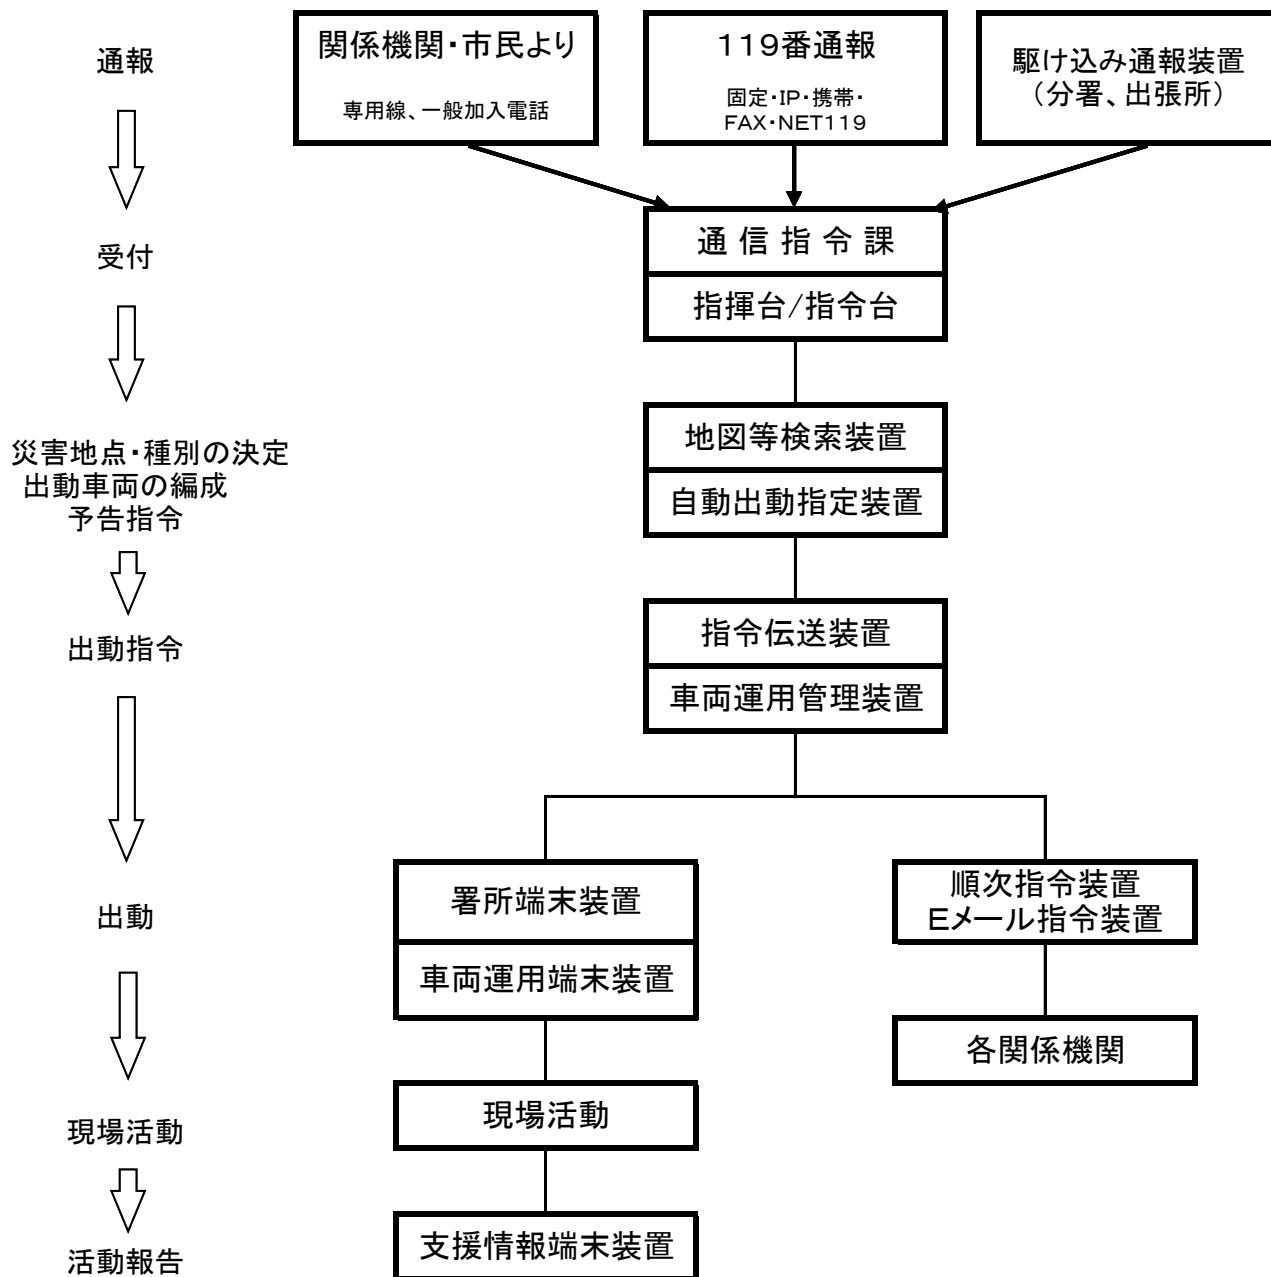 通報
関係機関・市民より
専用線、一般加入電話
119番通報
固定・IP・携帯・
FAX・NET119
駆け込み通報装置
（分署、出張所）
受付
通信指令課
指揮台/指令台
災害地点・種別の決定
出動車両の編成
予告指令
地図等検索装置
自動出動指定装置
出動指令
指令伝送装置
車両運用管理装置
出動
署所端末装置
車両運用端末装置
順次指令装置
Eメール指令装置
各関係機関
現場活動
現場活動
活動報告
支援情報端末装置